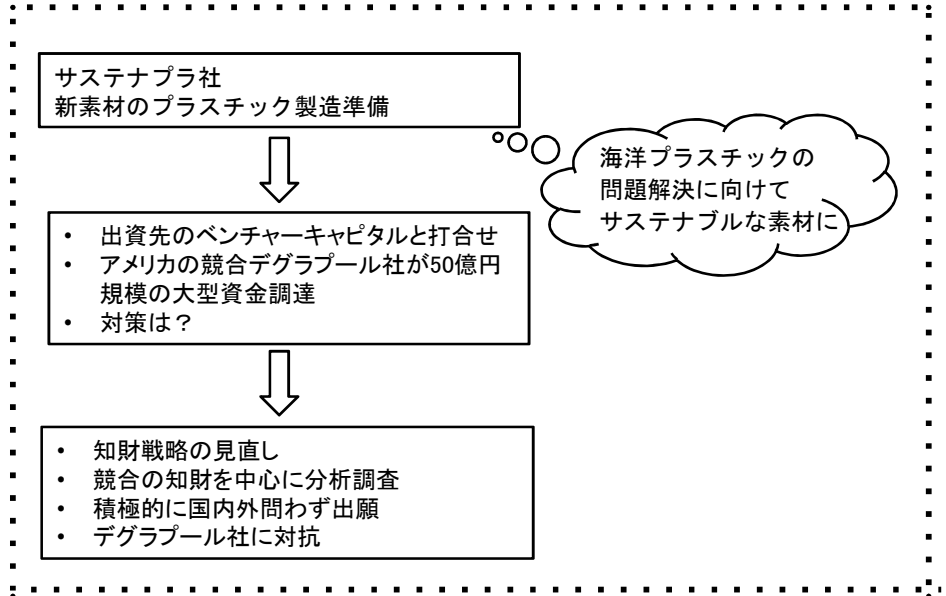 サステナプラ社
新素材のプラスチック製造準備
海洋プラスチックの
問題解決に向けて
サステナブルな素材に
・ 出資先のベンチャーキャピタルと打合せ
・ アメリカの競合デグラプール社が50億円
規模の大型資金調達
・ 対策は?
・ 知財戦略の見直し
・ 競合の知財を中心に分析調査
・ 積極的に国内外問わず出願
・ デグラプール社に対抗